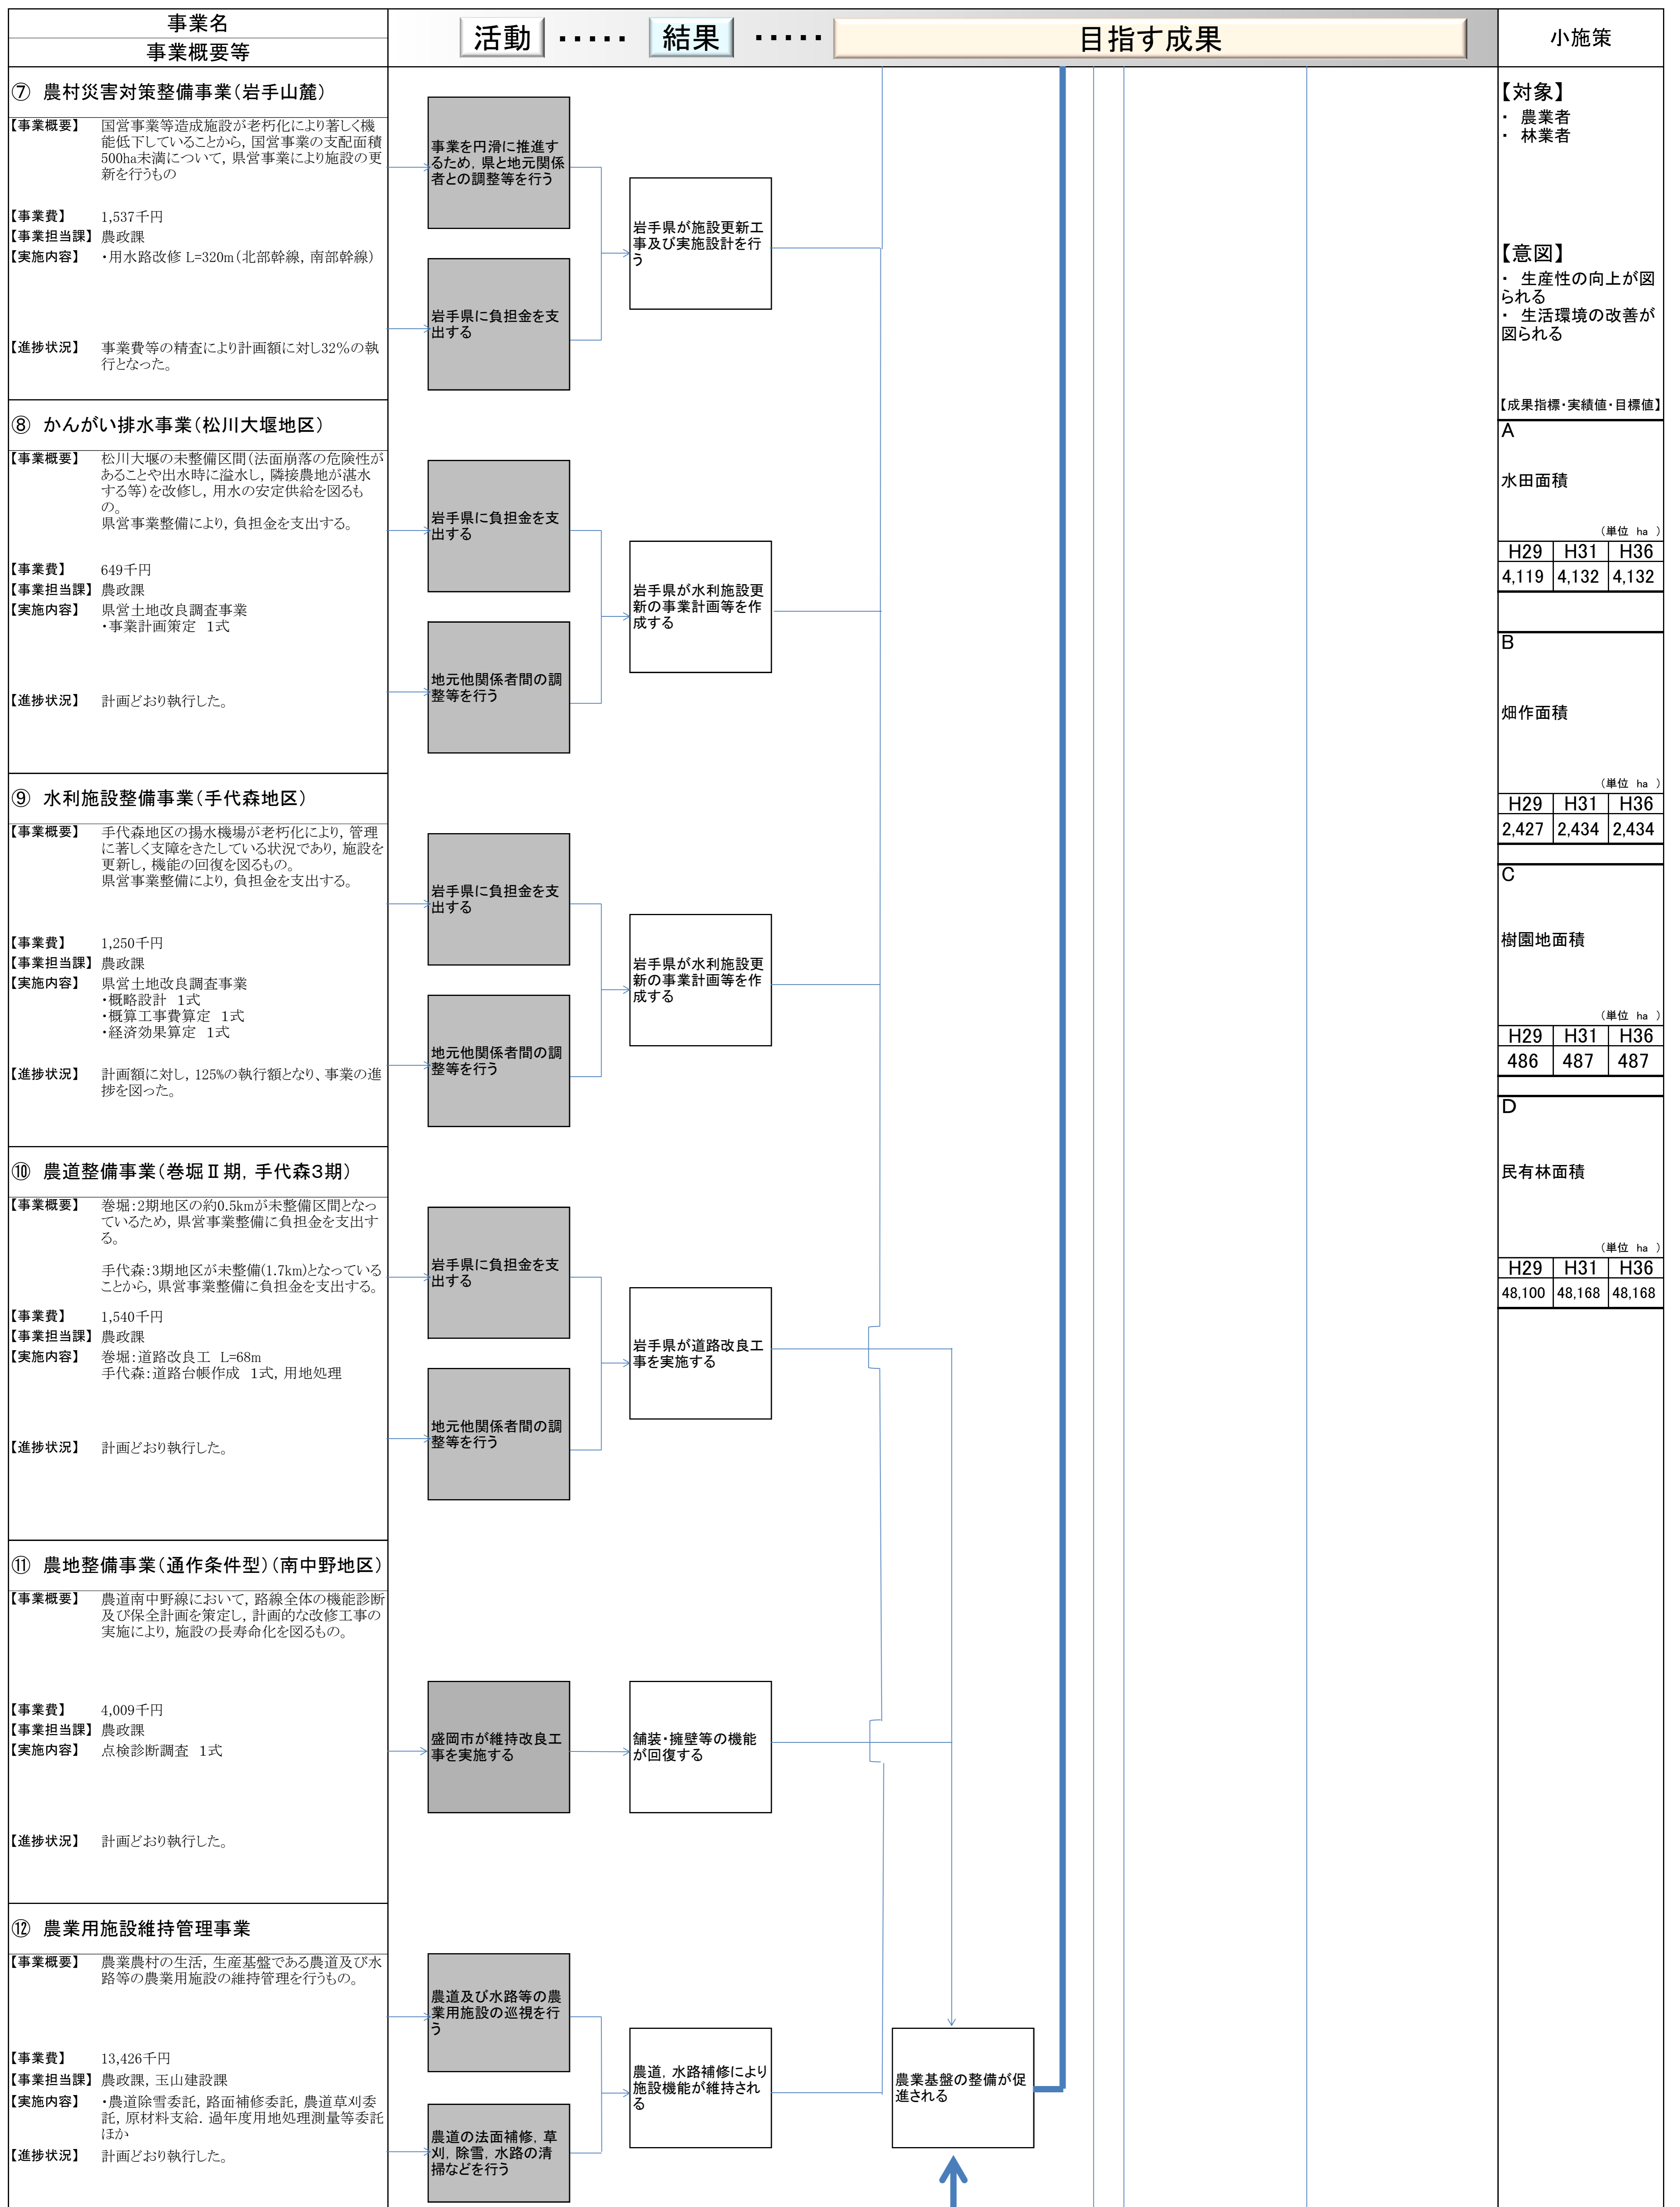 事業名
事業概要等
活動 ・・・・・ 結果 ・・・・・ 目指す成果
小施策
⑦ 農村災害対策整備事業(岩手山麓)
【事業概要】 国営事業等造成施設が老朽化により著しく機
能低下していることから, 国営事業の支配面積
500ha未満について, 県営事業により施設の更
新を行うもの
【事業費】 1,537千円
【事業担当課】 農政課
【実施内容】 ・用水路改修 L=320m(北部幹線, 南部幹線)
【進捗状況】 事業費等の精査により計画額に対し32%の執
行となった。
事業を円滑に推進す
るため, 県と地元関係
者との調整等を行う
岩手県に負担金を支
出する
岩手県が施設更新工
事及び実施設計を行
う
⑧ かんがい排水事業(松川大堰地区)
【事業概要】 松川大堰の未整備区間(法面崩落の危険性が
あることや出水時に溢水し, 隣接農地が湛水
する等)を改修し, 用水の安定供給を図るも
の。
県営事業整備により, 負担金を支出する。
【事業費】 649千円
【事業担当課】 農政課
【実施内容】 県営土地改良調査事業
・事業計画策定 1式
【進捗状況】 計画どおり執行した。
岩手県に負担金を支
出する
地元他関係者間の調
整等を行う
岩手県が水利施設更
新の事業計画等を作
成する
⑨ 水利施設整備事業(手代森地区)
【事業概要】 手代森地区の揚水機場が老朽化により, 管理
に著しく支障をきたしている状況であり, 施設を
更新し, 機能の回復を図るもの。
県営事業整備により, 負担金を支出する。
【事業費】 1,250千円
【事業担当課】 農政課
【実施内容】 県営土地改良調査事業
・概略設計 1式
・概算工事費算定 1式
・経済効果算定 1式
【進捗状況】 計画額に対し, 125%の執行額となり、事業の進
捗を図った。
岩手県に負担金を支
出する
地元他関係者間の調
整等を行う
岩手県が水利施設更
新の事業計画等を作
成する
⑩ 農道整備事業(巻堀Ⅱ期, 手代森3期)
【事業概要】 巻堀:2期地区の約0.5kmが未整備区間となっ
ているため, 県営事業整備に負担金を支出す
る。
手代森:3期地区が未整備(1.7km)となっている
ことから, 県営事業整備に負担金を支出する。
【事業費】 1,540千円
【事業担当課】 農政課
【実施内容】 巻堀:道路改良工 L=68m
手代森:道路台帳作成 1式, 用地処理
【進捗状況】 計画どおり執行した。
岩手県に負担金を支
出する
地元他関係者間の調
整等を行う
岩手県が道路改良工
事を実施する
⑪ 農地整備事業(通作条件型)(南中野地区)
【事業概要】 農道南中野線において, 路線全体の機能診断
及び保全計画を策定し, 計画的な改修工事の
実施により, 施設の長寿命化を図るもの。
【事業費】 4,009千円
【事業担当課】 農政課
【実施内容】 点検診断調査 1式
【進捗状況】 計画どおり執行した。
盛岡市が維持改良工
事を実施する
舗装・擁壁等の機能
が回復する
⑫ 農業用施設維持管理事業
【事業概要】 農業農村の生活, 生産基盤である農道及び水
路等の農業用施設の維持管理を行うもの。
【事業費】 13,426千円
【事業担当課】 農政課, 玉山建設課
【実施内容】 ・農道除雪委託, 路面補修委託, 農道草刈委
託, 原材料支給. 過年度用地処理測量等委託
ほか
【進捗状況】 計画どおり執行した。
農道及び水路等の農
業用施設の巡視を行
う
農道の法面補修, 草
刈, 除雪, 水路の清
掃などを行う
農道, 水路補修により
施設機能が維持され
る
農業基盤の整備が促
進される
【対象】
・ 農業者
・ 林業者
【意図】
・ 生産性の向上が図
られる
・ 生活環境の改善が
図られる
【成果指標・実績値・目標値】
A
水田面積
(単位 ha )
H29 H31 H36
4,119 4,132 4,132
B
畑作面積
(単位 ha )
H29 H31 H36
2,427 2,434 2,434
C
樹園地面積
(単位 ha )
H29 H31 H36
486 487 487
D
民有林面積
(単位 ha )
H29 H31 H36
48,100 48,168 48,168